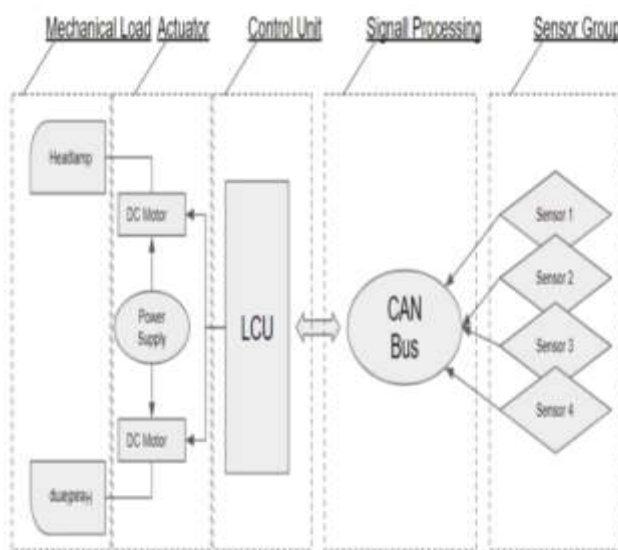 Mechanical Load
Actuator
Control Unit
Signall Processing
Sensor Group
Headlamp
DC Motor
Power
Supply
DC Motor
Headlamp
LCU
CAN
Bus
Sensor 1
Sensor 2
Sensor 3
Sensor 4